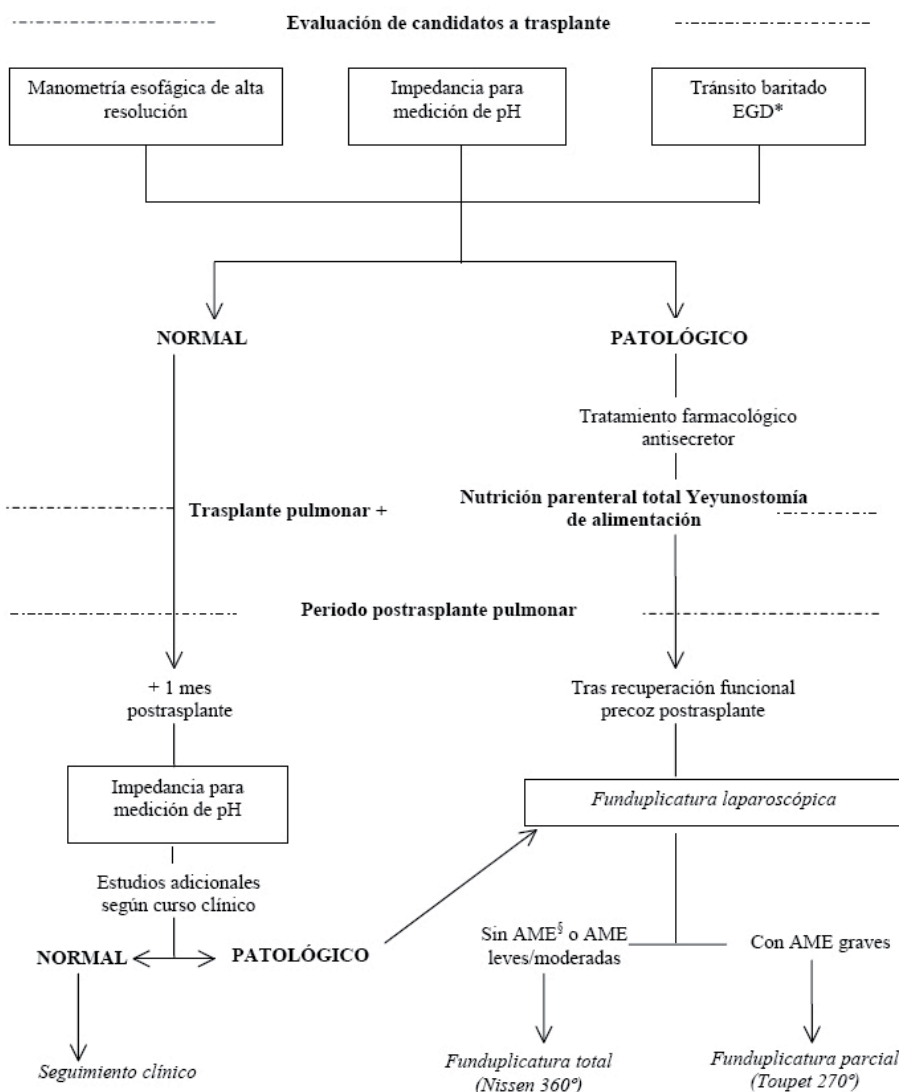 Evaluación de candidatos a trasplante
Manometría esofágica de alta
resolución
Impedancia para
medición de pH
Tránsito baritado
EGD*
NORMAL
PATOLÓGICO
Tratamiento farmacológico
antisecretor
Trasplante pulmonar +
Nutrición parenteral total Yeyunostomía
de alimentación
Periodo postrasplante pulmonar
+ 1 mes
postrasplante
Tras recuperación funcional
precoz postrasplante
Impedancia para
medición de pH
Funduplicatura laparoscópica
Estudios adicionales
según curso clínico
NORMAL
PATOLÓGICO
Sin AME§ o AME
leves/moderadas
Con AME graves
Seguimiento clínico
Funduplicatura total
(Nissen 360º)
Funduplicatura parcial
(Toupet 270º)